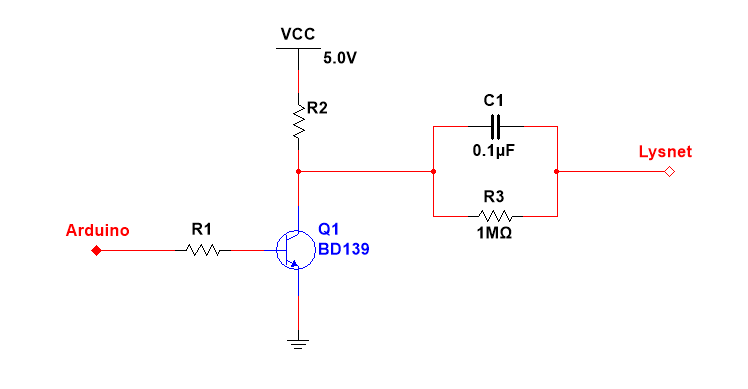 VCC
5.0V
R2
C1
0.1µF
Lysnet
R3
1MΩ
Arduino
R1
Q1
BD139